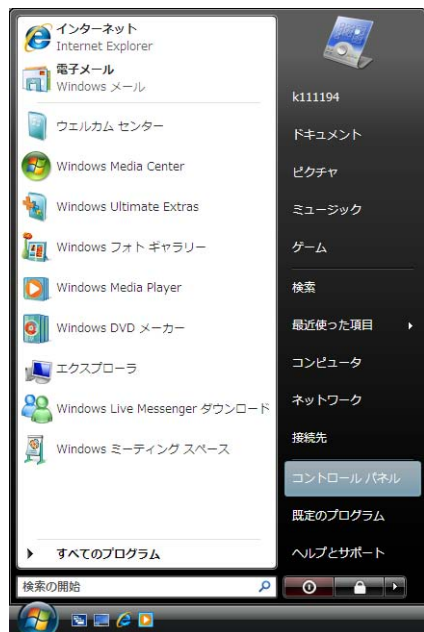 インターネット
Internet Explorer
電子メール
Windows メール
ウェルカム センター
Windows Media Center
Windows Ultimate Extras
Windows フォト ギャラリー
Windows Media Player
Windows DVD メーカー
エクスプローラ
Windows Live Messenger ダウンロード
Windows ミーティング スペース
すべてのプログラム
検索の開始
k111194
ドキュメント
ピクチャ
ミュージック
ゲーム
検索
最近使った項目
コンピュータ
ネットワーク
接続先
コントロール パネル
既定のプログラム
ヘルプとサポート